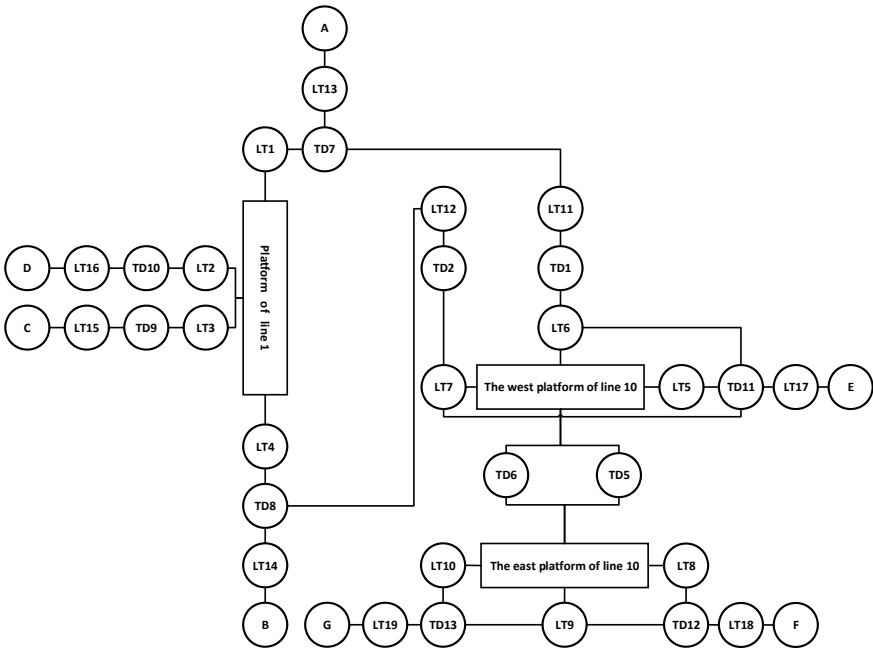 A
LT13
LT1
TD7
LT12
LT11
D
LT16
TD10
LT2
Platform of line 1
TD2
TD1
C
LT15
TD9
LT3
LT6
LT7
The west platform of line 10
LT5
TD11
LT17
E
LT4
TD6
TD5
TD8
LT14
LT10
The east platform of line 10
LT8
B
G
LT19
TD13
LT9
TD12
LT18
F